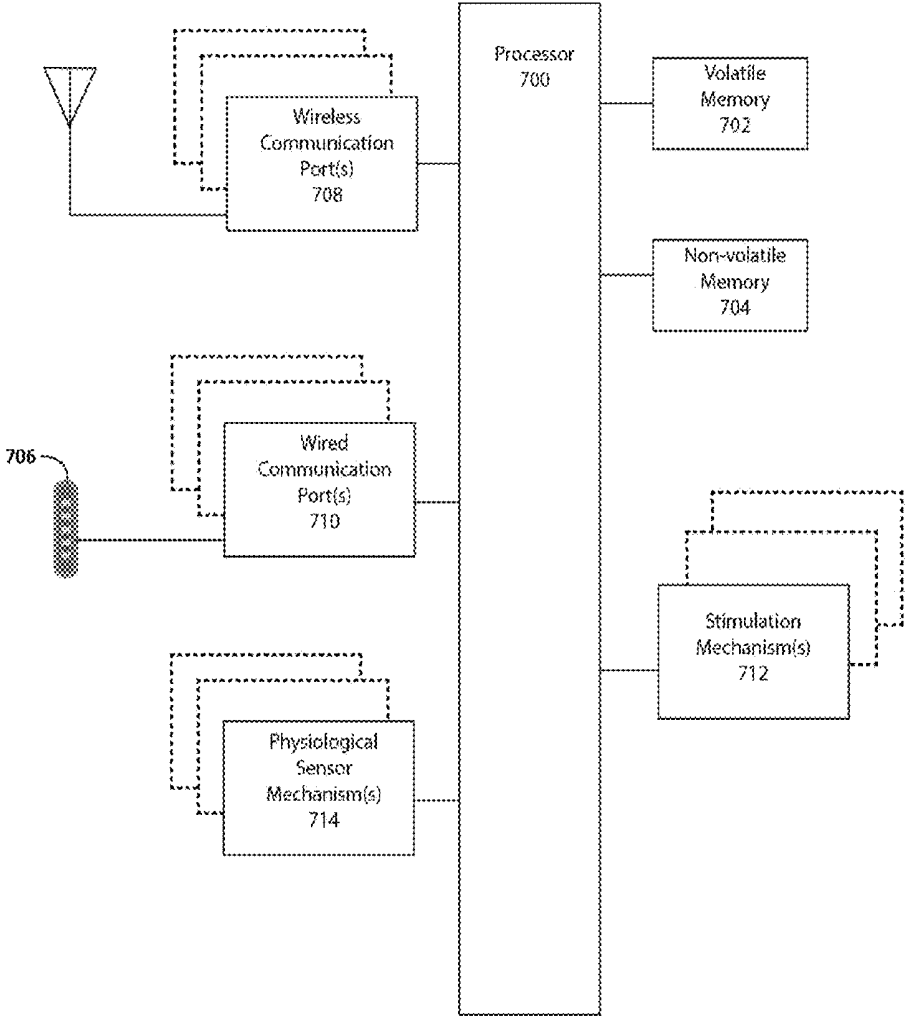 Processor
700
Wireless
Communication
Port(s)
708
Volatile
Memory
702
Non-volatile
Memory
704
706
Wired
Communication
Port(s)
710
Stimulation
Mechanism(s)
712
Physiological
Sensor
Mechanism(s)
714